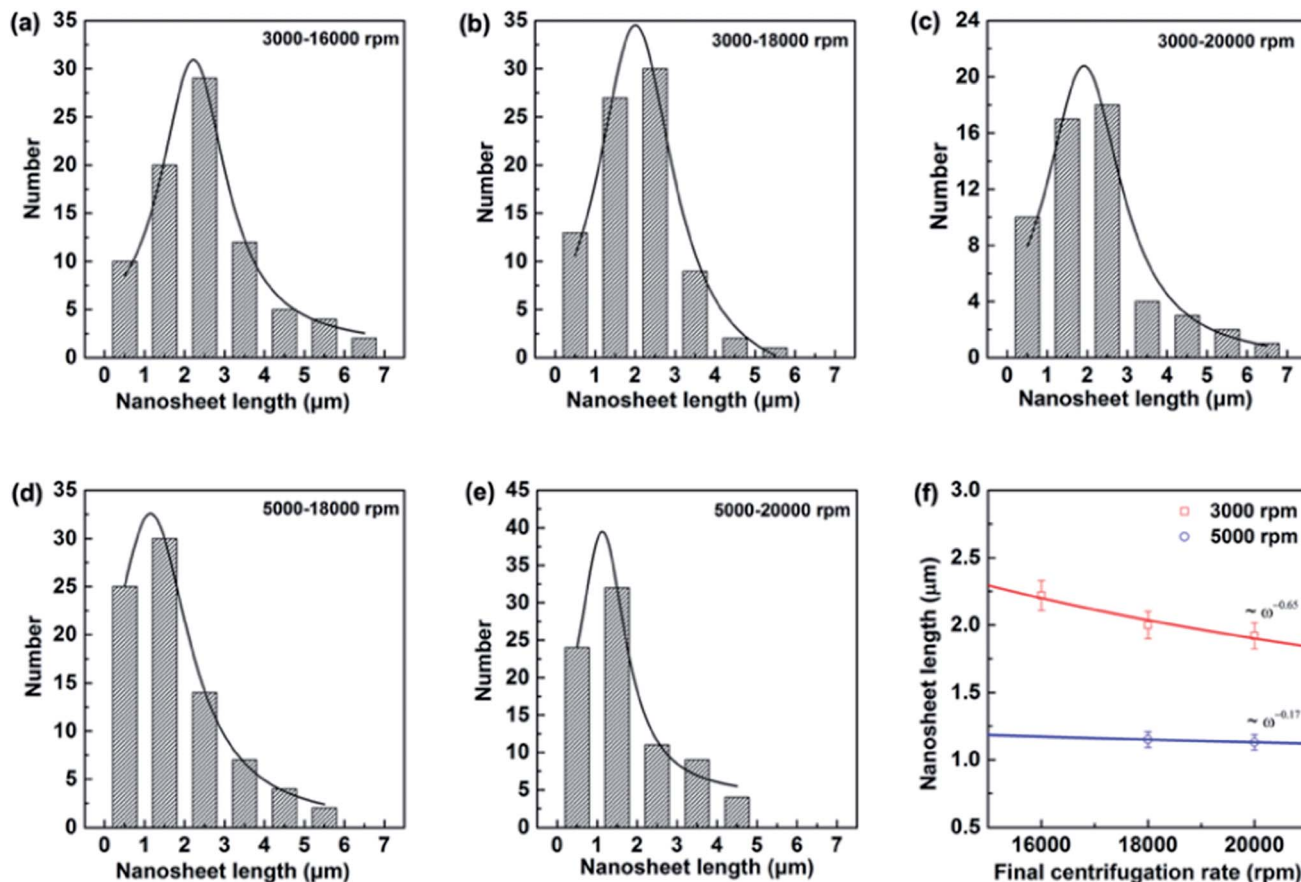 (a)
3000-16000 rpm
35
30
25
20
15
10
5
0
Number
0 1 2 3 4 5 6 7
Nanosheet length (μm)
(b)
3000-18000 rpm
35
30
25
20
15
10
5
0
Number
0 1 2 3 4 5 6 7
Nanosheet length (μm)
(c)
3000-20000 rpm
24
20
16
12
8
4
0
Number
0 1 2 3 4 5 6 7
Nanosheet length (μm)
(d)
5000-18000 rpm
35
30
25
20
15
10
5
0
Number
0 1 2 3 4 5 6 7
Nanosheet length (μm)
(e)
5000-20000 rpm
45
40
35
30
25
20
15
10
5
0
Number
0 1 2 3 4 5 6 7
Nanosheet length (μm)
(f)
3000 rpm
5000 rpm
3.0
2.5
2.0
1.5
1.0
0.5
Nanosheet length (μm)
~ ω^−0.65
~ ω^−0.17
16000 18000 20000
Final centrifugation rate (rpm)